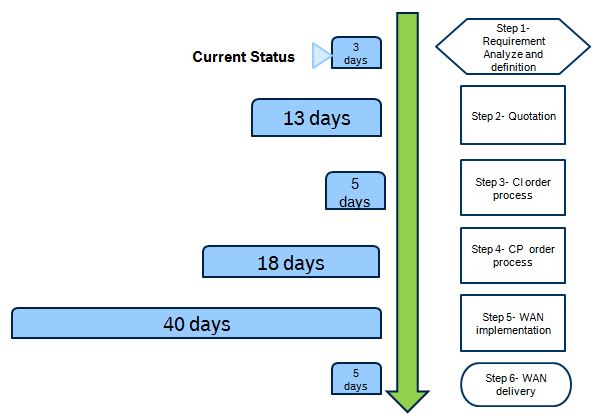 Current Status
3
days
Step 1-
Requirement
Analyze and
definition
13 days
Step 2- Quotation
5
days
Step 3- CI order
process
18 days
Step 4- CP order
process
40 days
Step 5- WAN
implementation
5
days
Step 6- WAN
delivery